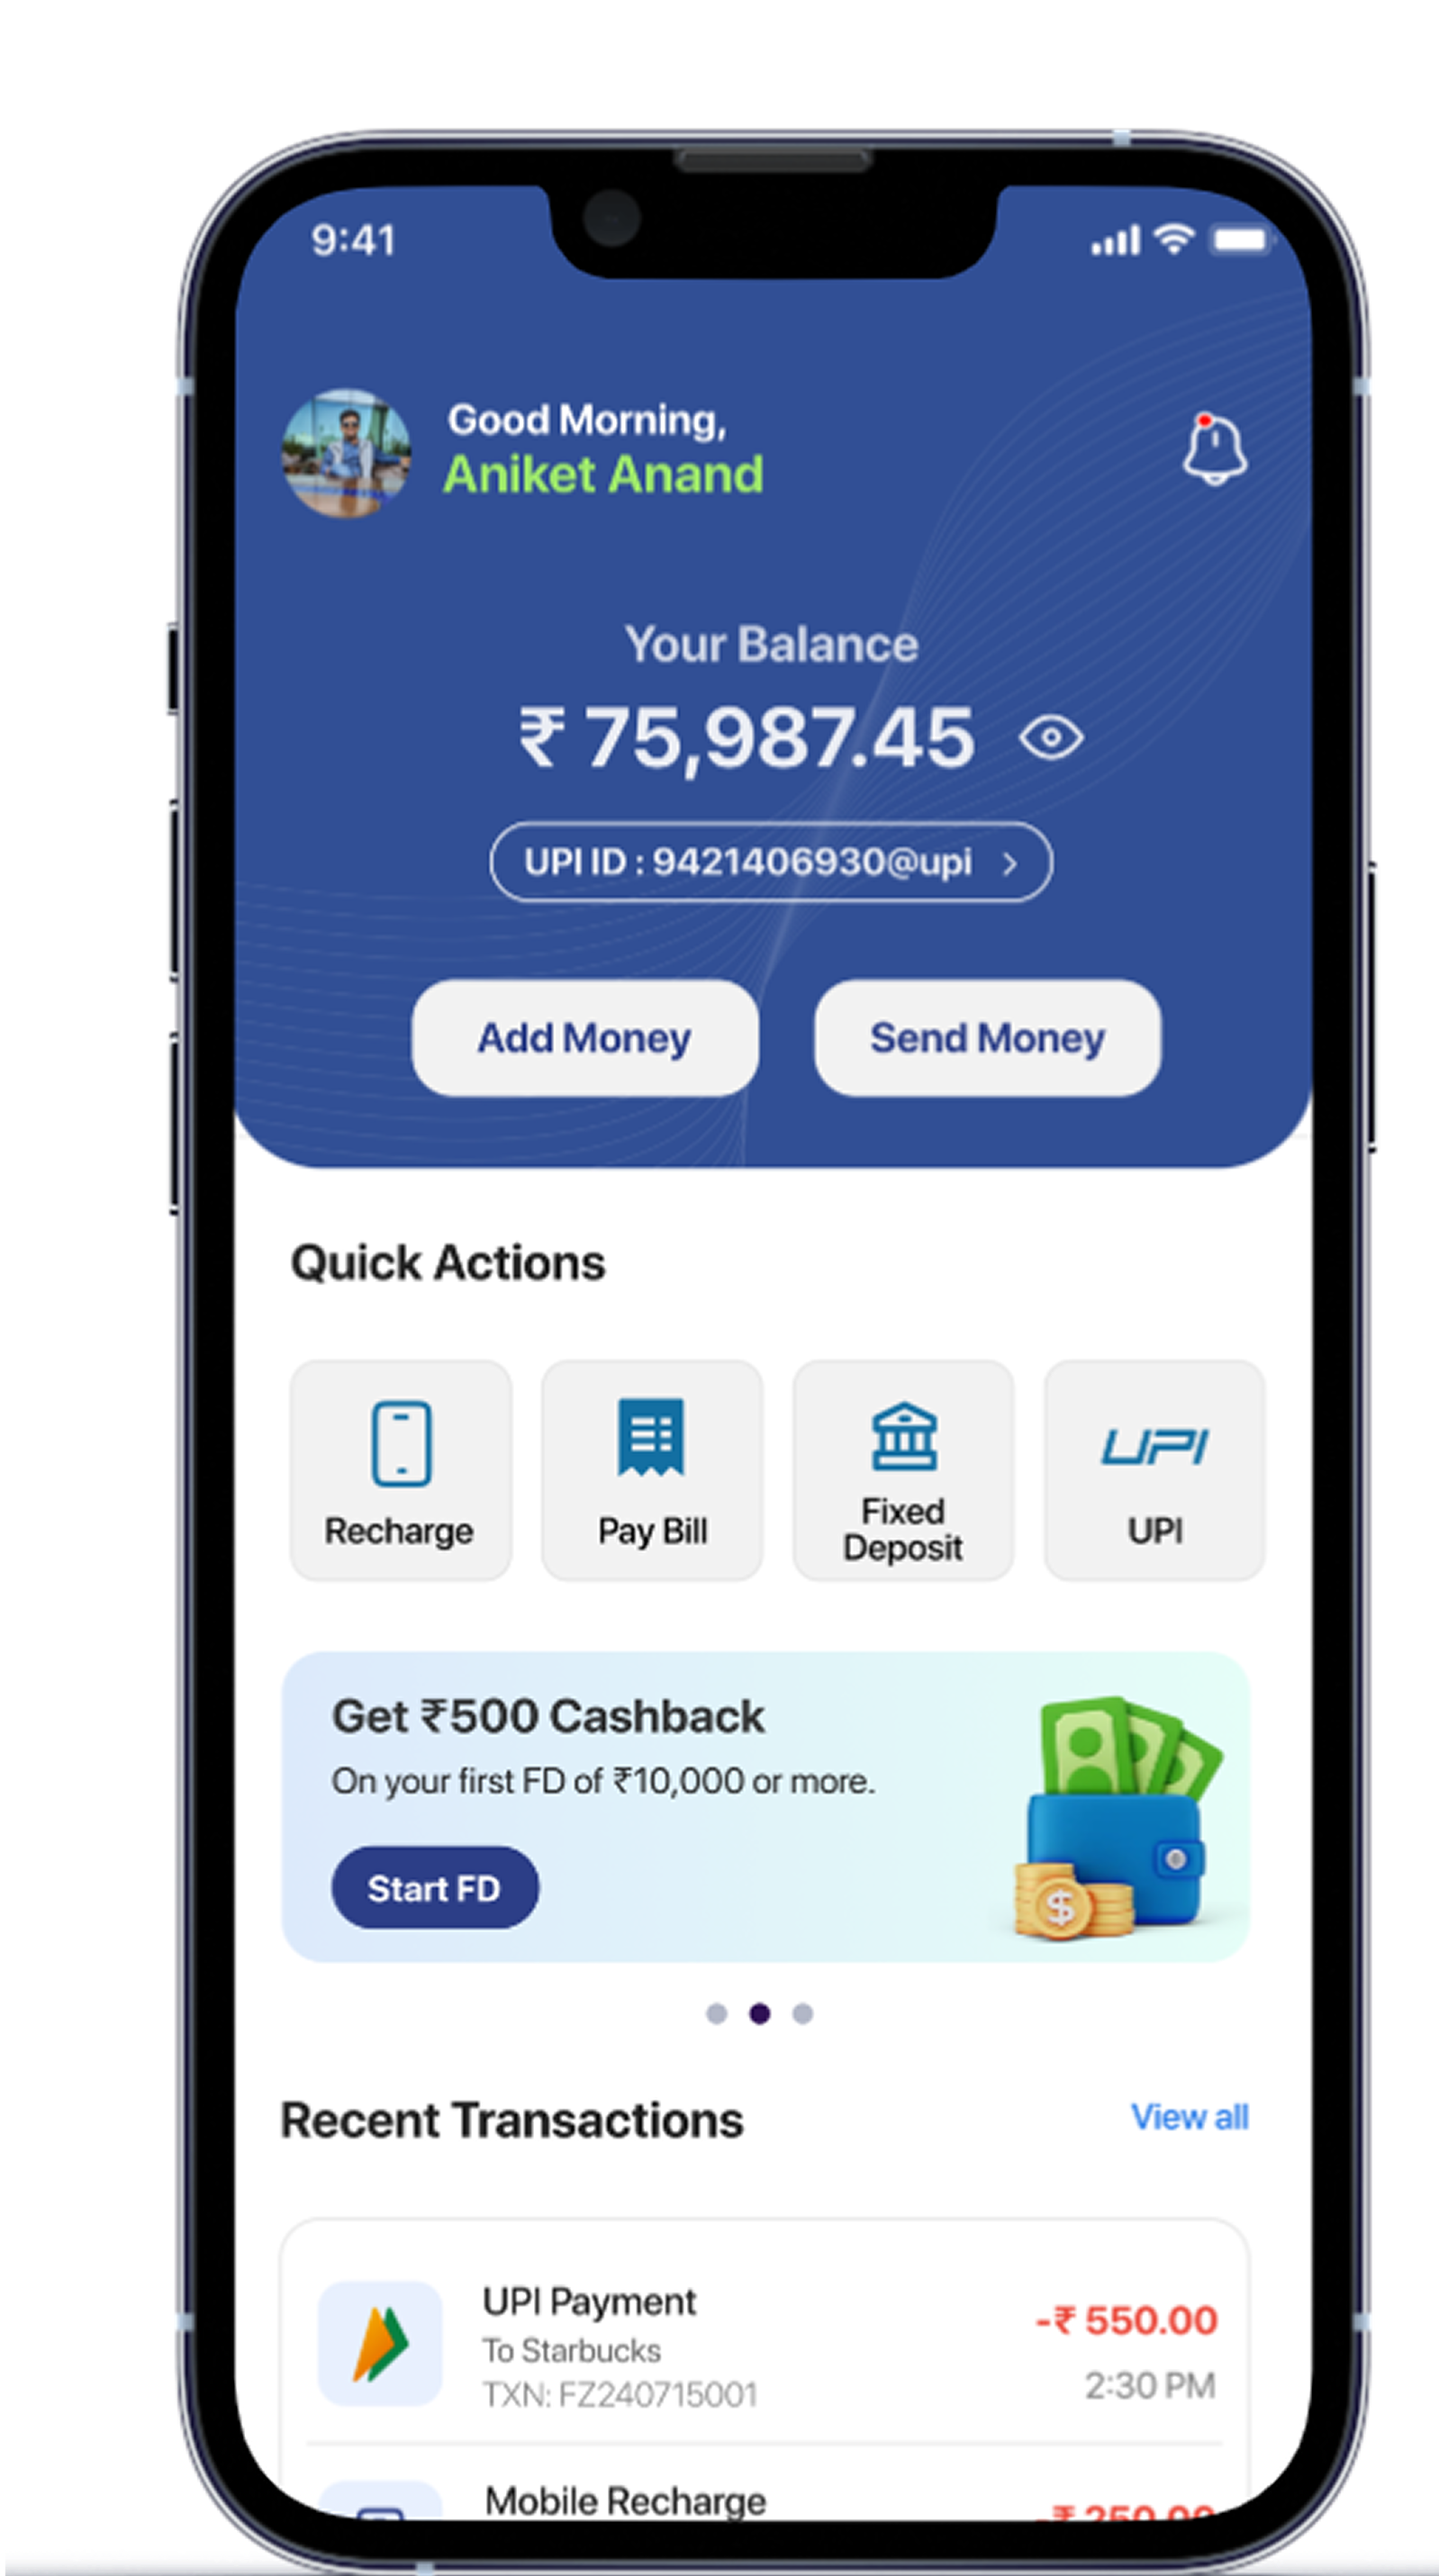 9:41
Good Morning,
Aniket Anand
Your Balance
₹ 75,987.45
UPI ID : 9421406930@upi >
Add Money
Send Money
Quick Actions
UPI
Recharge
Pay Bill
Fixed
Deposit
UPI
Get ₹500 Cashback
On your first FD of ₹10,000 or more.
Start FD
$
Recent Transactions
View all
UPI Payment
-₹ 550.00
To Starbucks
2:30 PM
TXN: FZ240715001
Mobile Recharge
-₹ 250.00